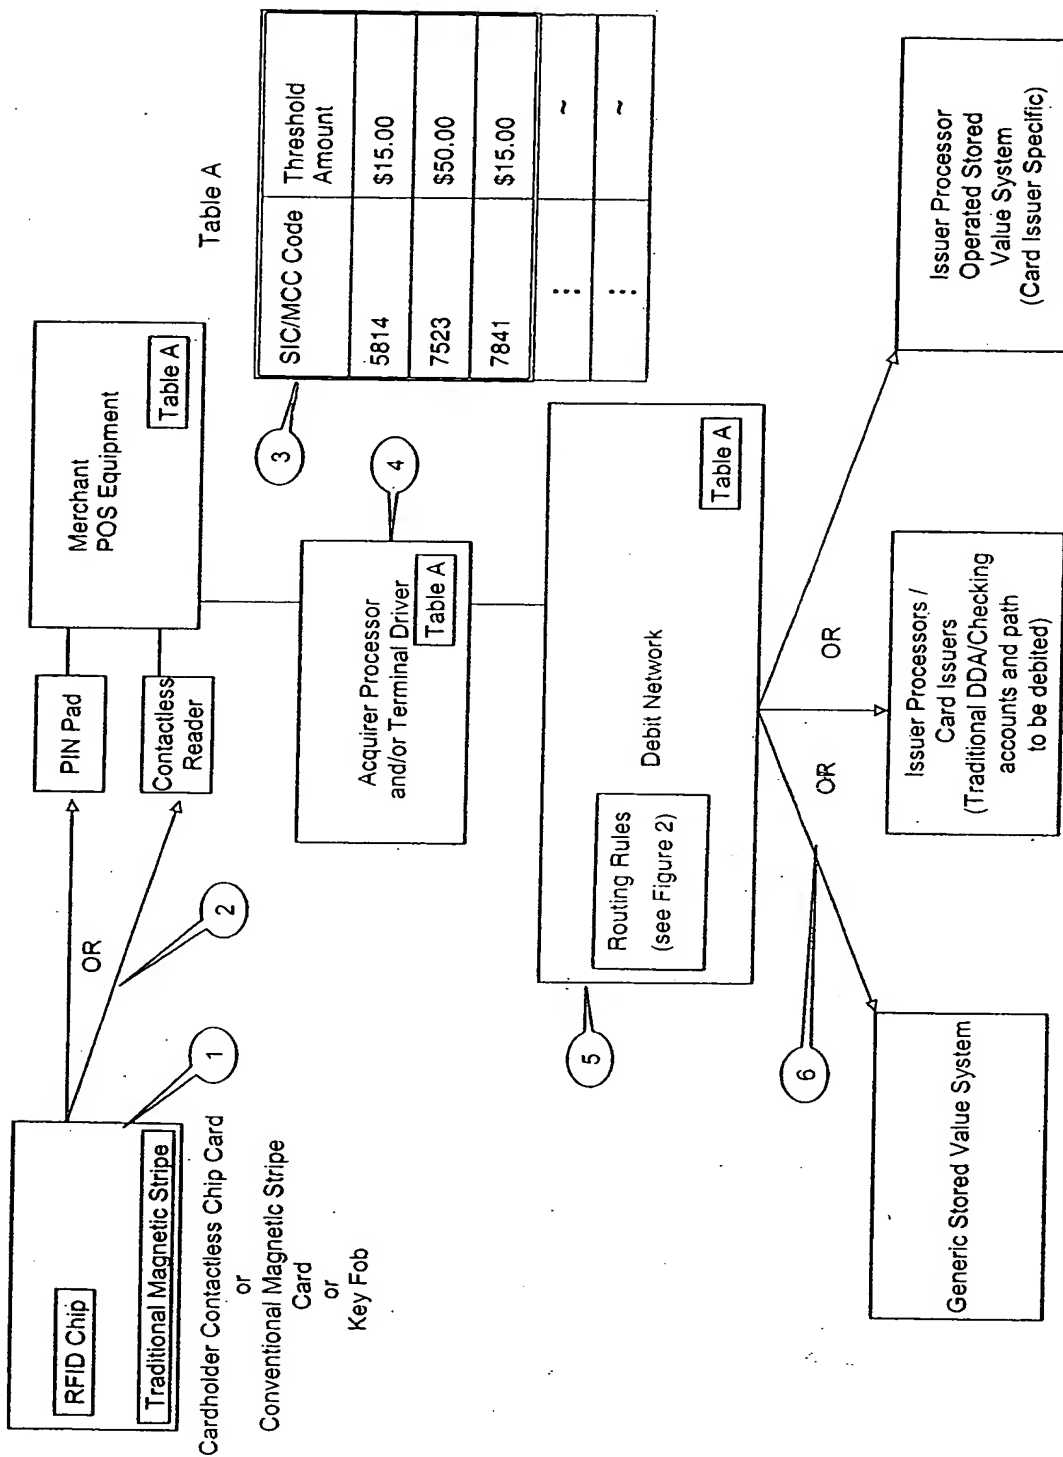 RFID Chip
Traditional Magnetic Stripe
Cardholder Contactless Chip Card
or
Conventional Magnetic Stripe
Card
or
Key Fob
1
OR
2
PIN Pad
Contactless
Reader
Merchant
POS Equipment
Table A
Table A
SIC/MCC Code
Threshold
Amount
5814
$15.00
7523
$50.00
7841
$15.00
⋮
~
⋮
~
3
Acquirer Processor
and/or Terminal Driver
Table A
4
Debit Network
Routing Rules
(see Figure 2)
Table A
5
OR
OR
6
Generic Stored Value System
Issuer Processors /
Card Issuers
(Traditional DDA/Checking
accounts and path
to be debited)
Issuer Processor
Operated Stored
Value System
(Card Issuer Specific)